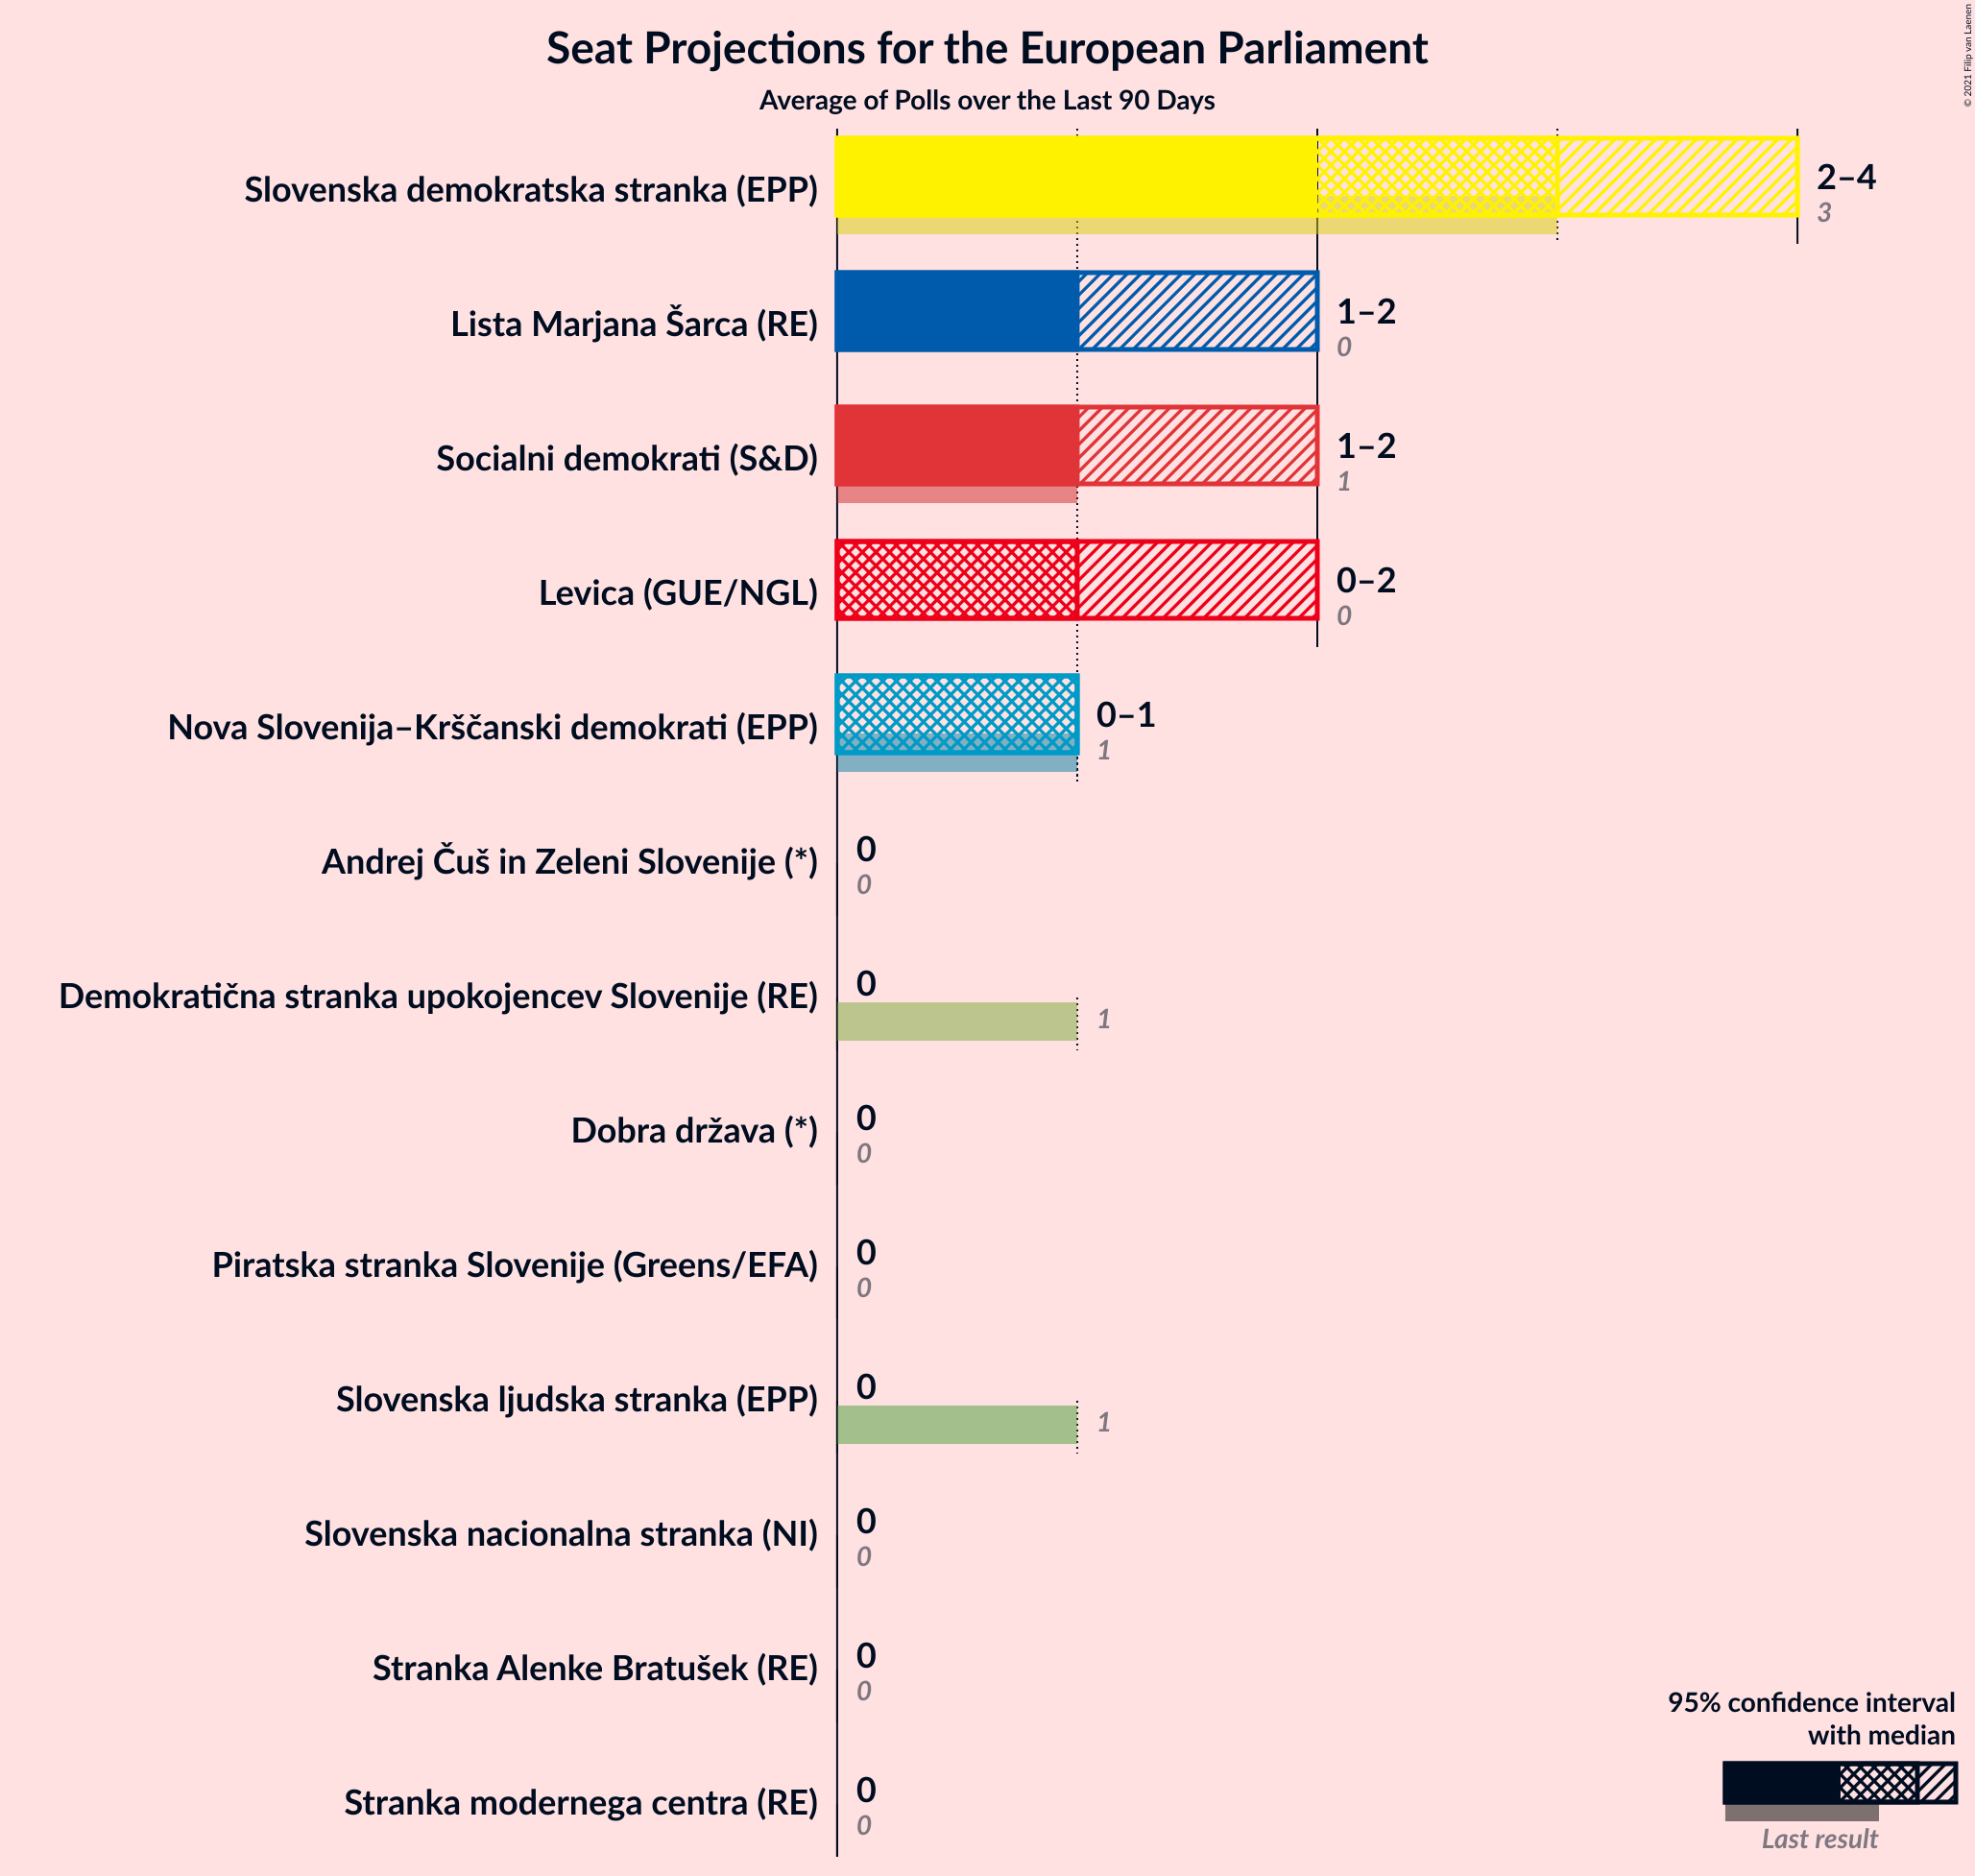 Seat Projections for the European Parliament
Average of Polls over the Last 90 Days
© 2021 Filip van Laenen
Slovenska demokratska stranka (EPP)
2–4
3
Lista Marjana Šarca (RE)
1–2
0
Socialni demokrati (S&D)
1–2
1
Levica (GUE/NGL)
0–2
0
Nova Slovenija–Krščanski demokrati (EPP)
0–1
1
Andrej Čuš in Zeleni Slovenije (*)
0
0
Demokratična stranka upokojencev Slovenije (RE)
0
1
Dobra država (*)
0
0
Piratska stranka Slovenije (Greens/EFA)
0
0
Slovenska ljudska stranka (EPP)
0
1
Slovenska nacionalna stranka (NI)
0
0
Stranka Alenke Bratušek (RE)
0
0
Stranka modernega centra (RE)
0
0
95% confidence interval
with median
Last result